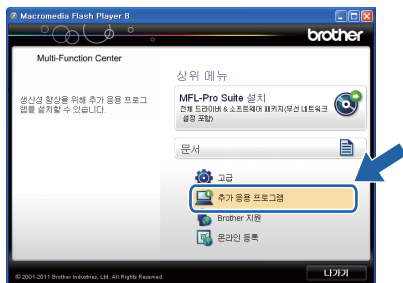 Macromedia Flash Player 8
brother
Multi-Function Center
상위 메뉴
생산성 향상을 위해 추가 응용 프로그
램를 설치할 수 있습니다.
MFL-Pro Suite 설치
전체 드라이버 & 소프트웨어 패키지(무선 네트워크
설정 포함)
문서
고급
추가 응용 프로그램
Brother 지원
온라인 등록
© 2001-2011 Brother Industries, Ltd. All Rights Reserved.
나가기